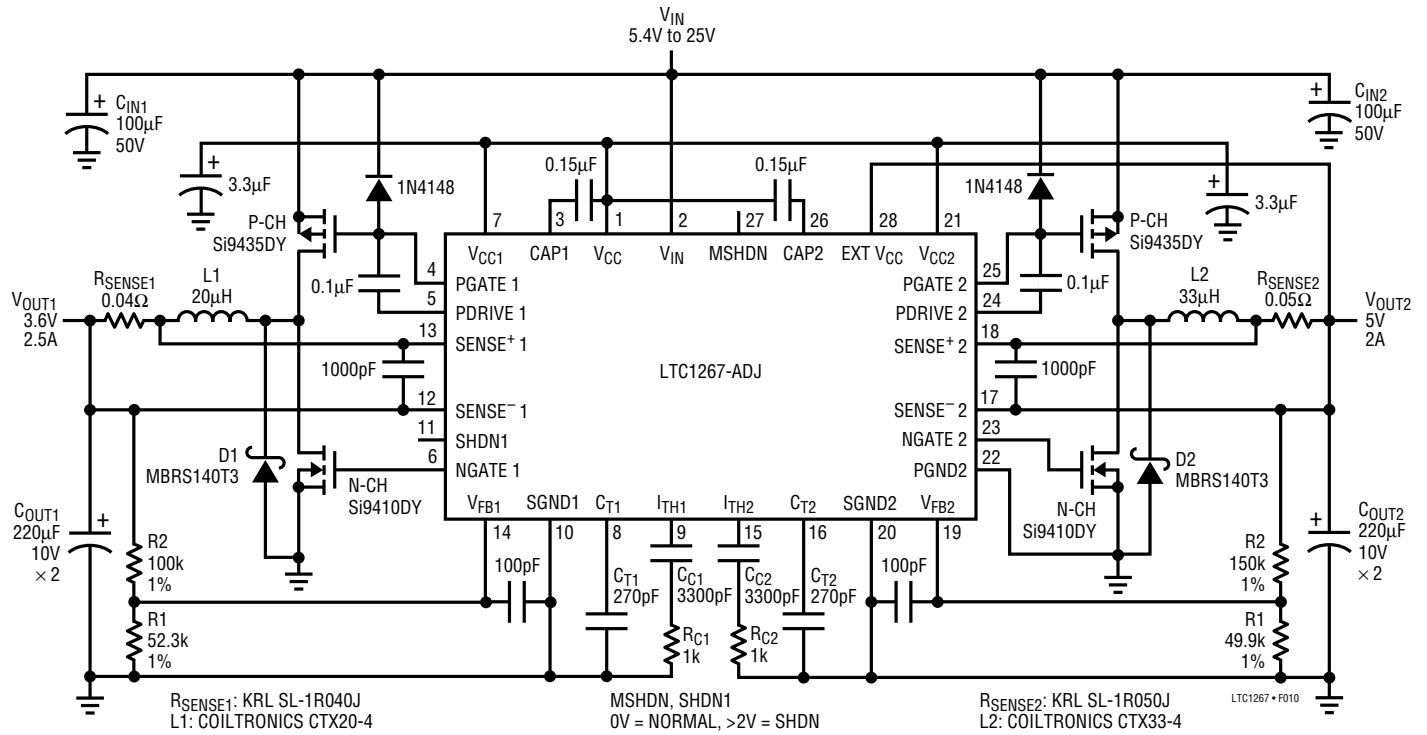 VIN
5.4V to 25V
+
CIN1
100µF
50V
+
CIN2
100µF
50V
+
3.3µF
1N4148
0.15µF
0.15µF
1N4148
+
3.3µF
P-CH
Si9435DY
P-CH
Si9435DY
7
3
1
2
27
26
28
21
VCC1
CAP1
VCC
VIN
MSHDN
CAP2
EXT VCC
VCC2
VOUT1
3.6V
2.5A
RSENSE1
0.04Ω
L1
20µH
0.1µF
4
PGATE 1
5
PDRIVE 1
13
SENSE+ 1
1000pF
12
SENSE– 1
11
SHDN1
6
NGATE 1
LTC1267-ADJ
25
PGATE 2
24
PDRIVE 2
18
SENSE+ 2
17
SENSE– 2
23
NGATE 2
22
PGND2
0.1µF
1000pF
L2
33µH
RSENSE2
0.05Ω
VOUT2
5V
2A
D1
MBRS140T3
N-CH
Si9410DY
N-CH
Si9410DY
D2
MBRS140T3
VFB1
SGND1
CT1
ITH1
ITH2
CT2
SGND2
VFB2
14
10
8
9
15
16
20
19
COUT1
220µF
10V
× 2
+
R2
100k
1%
R1
52.3k
1%
100pF
CT1
270pF
CC1
3300pF
RC1
1k
CC2
3300pF
RC2
1k
CT2
270pF
100pF
R2
150k
1%
R1
49.9k
1%
+
COUT2
220µF
10V
× 2
RSENSE1: KRL SL-1R040J
L1: COILTRONICS CTX20-4
MSHDN, SHDN1
0V = NORMAL, >2V = SHDN
RSENSE2: KRL SL-1R050J
L2: COILTRONICS CTX33-4
LTC1267 • F010